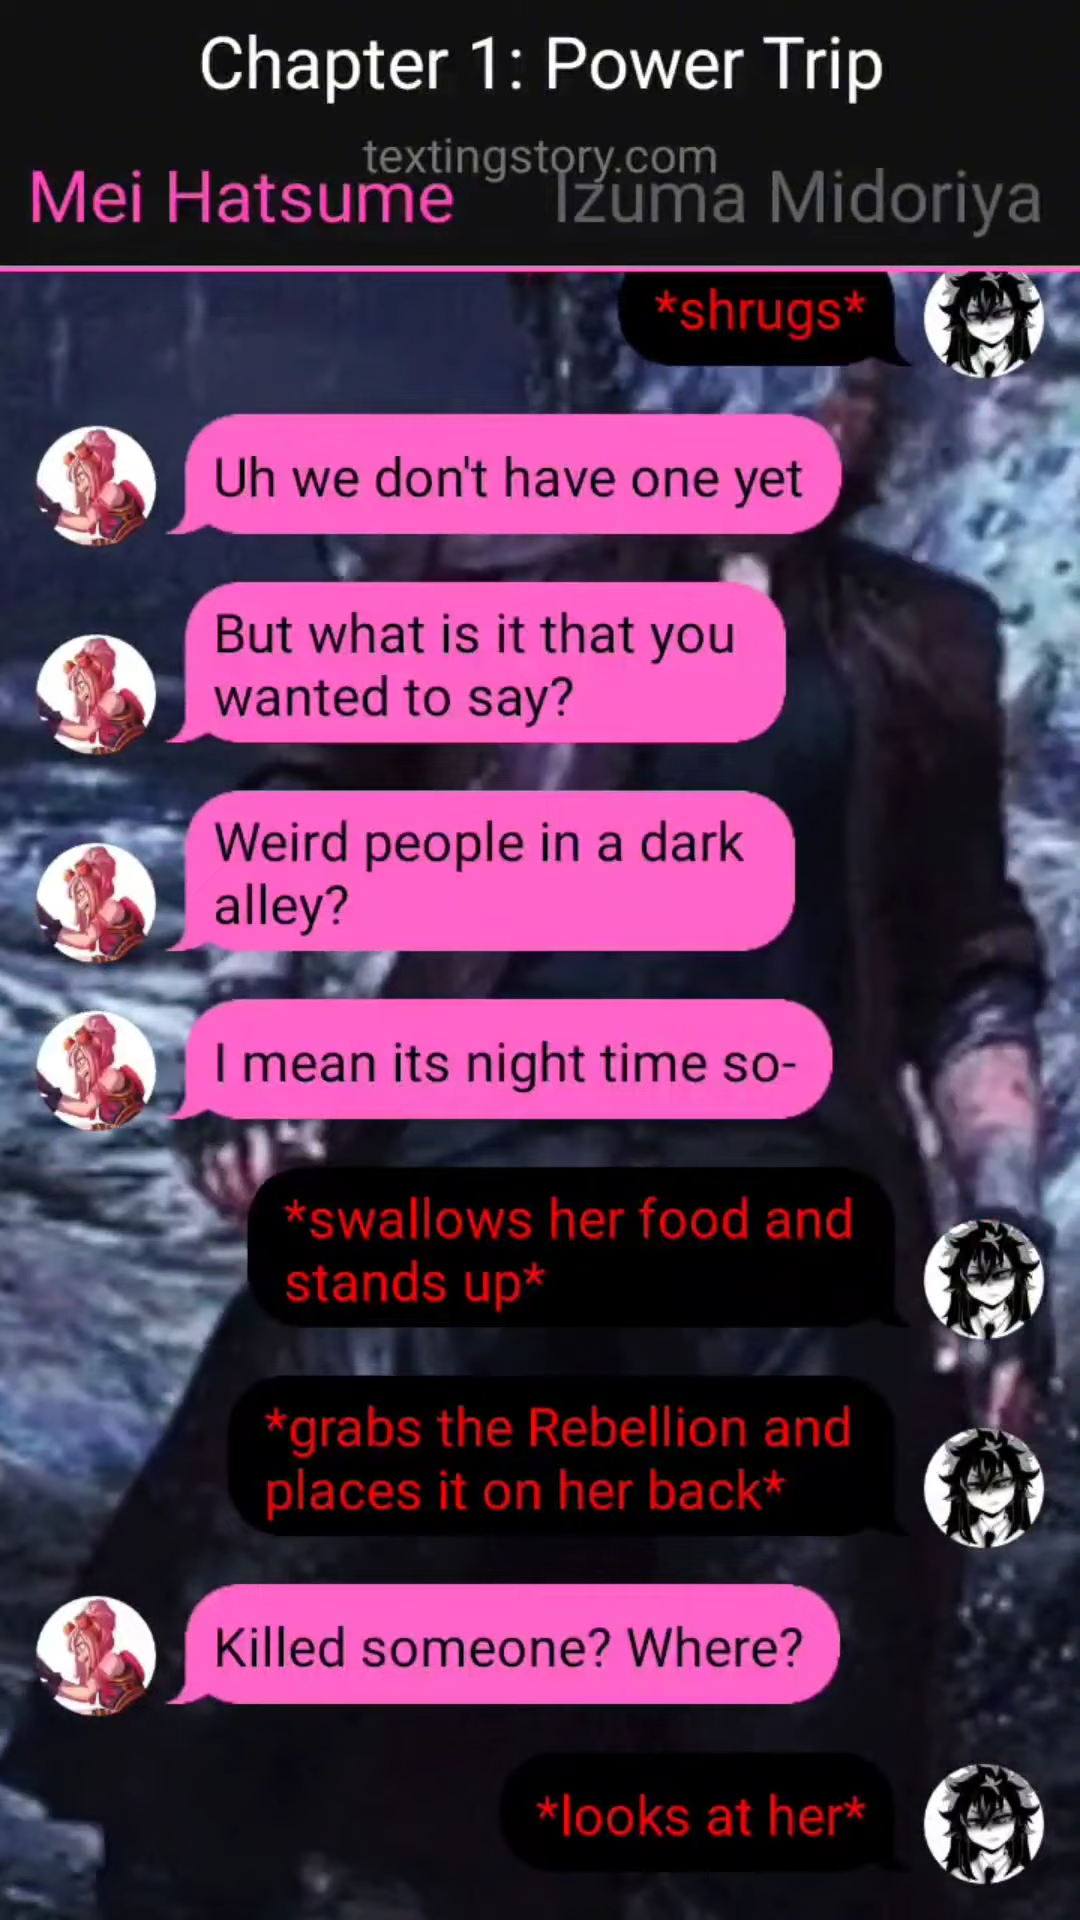 Chapter 1: Power Trip
textingstory.com
Mei Hatsume Izuma Midoriya
*shrugs*
Uh we don't have one yet
But what is it that you
wanted to say?
Weird people in a dark
alley?
I mean its night time so-
*swallows her food and
stands up*
*grabs the Rebellion and
places it on her back*
Killed someone? Where?
*looks at her*